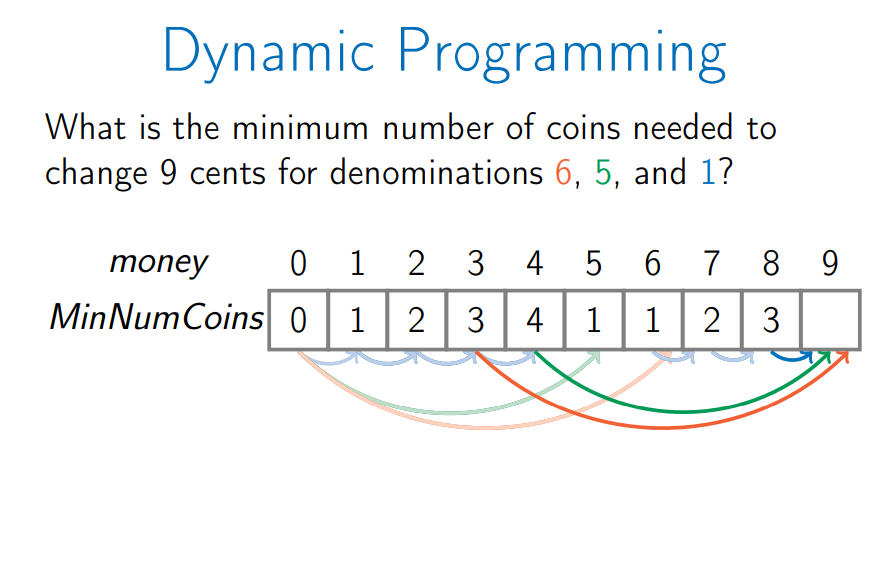 Dynamic Programming
What is the minimum number of coins needed to
change 9 cents for denominations 6, 5, and 1?
money 0 1 2 3 4 5 6 7 8 9
MinNumCoins 0 1 2 3 4 1 1 2 3